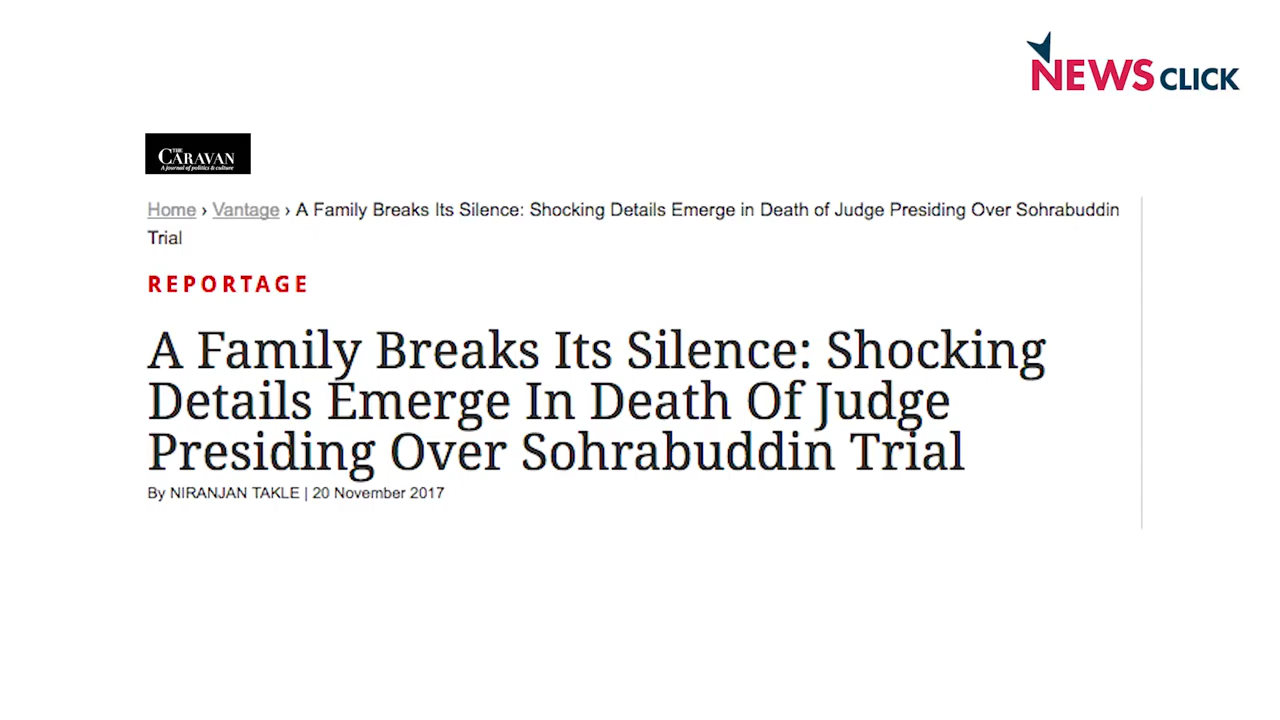 NEWSCLICK
THE
CARAVAN
A journal of politics & culture
Home › Vantage › A Family Breaks Its Silence: Shocking Details Emerge in Death of Judge Presiding Over Sohrabuddin
Trial
REPORTAGE
A Family Breaks Its Silence: Shocking
Details Emerge In Death Of Judge
Presiding Over Sohrabuddin Trial
By NIRANJAN TAKLE | 20 November 2017